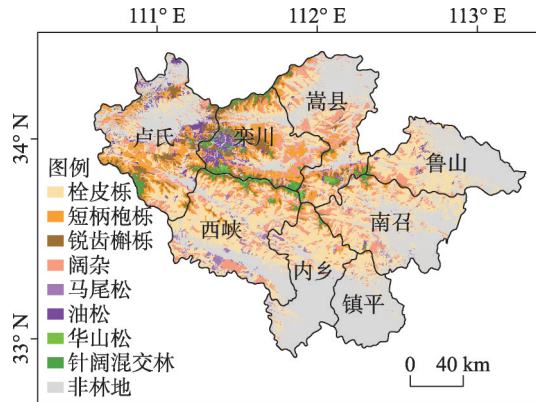 111° E
112° E
113° E
34° N
33° N
嵩县
卢氏
栾川
鲁山
南召
西峡
内乡
镇平
图例
栓皮栎
短柄枹栎
锐齿槲栎
阔杂
马尾松
油松
华山松
针阔混交林
非林地
0 40 km